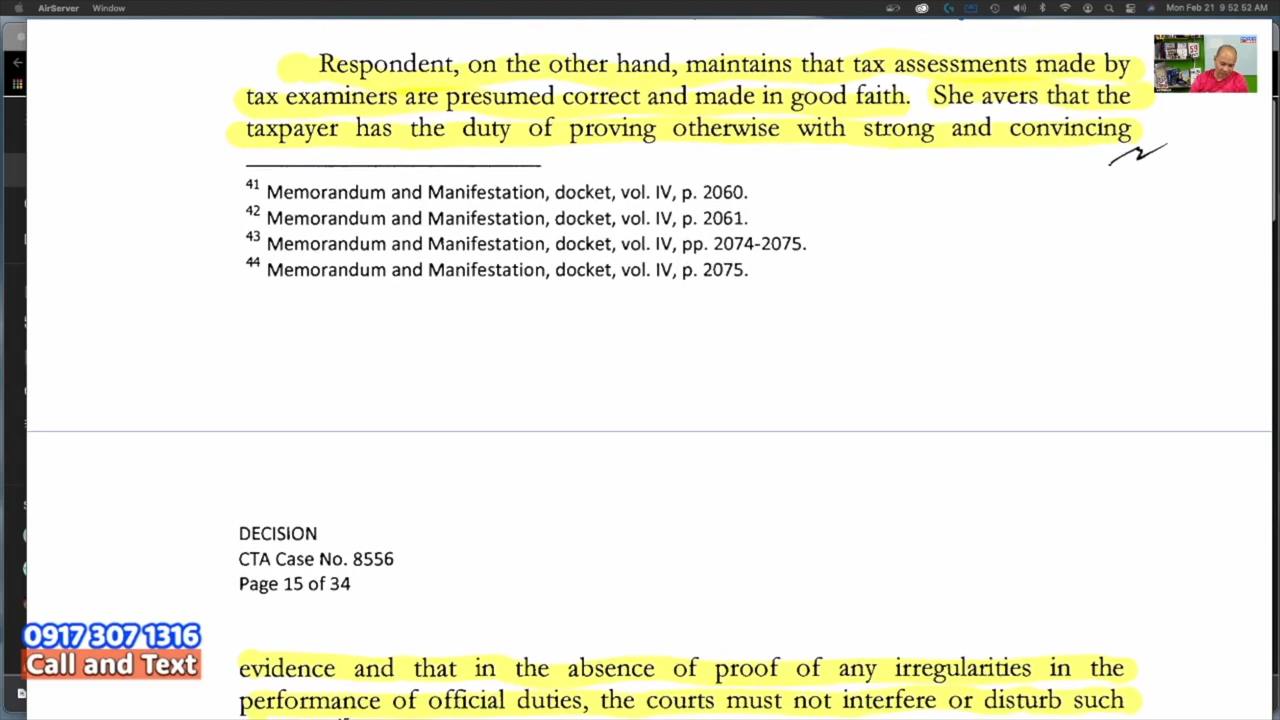 AirServer Window Mon Feb 21 9:52:52 AM
Respondent, on the other hand, maintains that tax assessments made by
tax examiners are presumed correct and made in good faith. She avers that the
taxpayer has the duty of proving otherwise with strong and convincing
41 Memorandum and Manifestation, docket, vol. IV, p. 2060.
42 Memorandum and Manifestation, docket, vol. IV, p. 2061.
43 Memorandum and Manifestation, docket, vol. IV, pp. 2074-2075.
44 Memorandum and Manifestation, docket, vol. IV, p. 2075.
DECISION
CTA Case No. 8556
Page 15 of 34
0917 307 1316
Call and Text
evidence and that in the absence of proof of any irregularities in the
performance of official duties, the courts must not interfere or disturb such